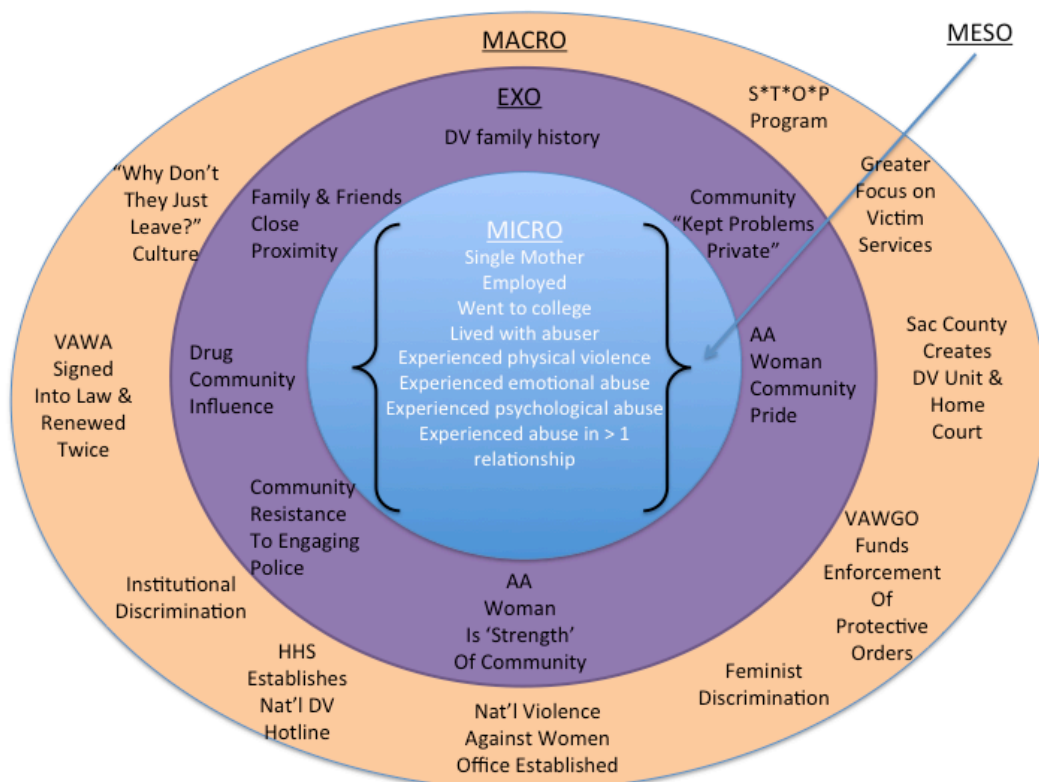 MACRO
MESO
EXO
DV family history
S*T*O*P
Program
"Why Don't
They Just
Leave?"
Culture
Family & Friends
Close
Proximity
Community
"Kept Problems
Private"
Greater
Focus on
Victim
Services
MICRO
Single Mother
Employed
Went to college
Lived with abuser
Experienced physical violence
Experienced emotional abuse
Experienced psychological abuse
Experienced abuse in > 1
relationship
VAWA
Signed
Into Law &
Renewed
Twice
Drug
Community
Influence
AA
Woman
Community
Pride
Sac County
Creates
DV Unit &
Home
Court
Community
Resistance
To Engaging
Police
VAWGO
Funds
Enforcement
Of
Protective
Orders
Institutional
Discrimination
AA
Woman
Is 'Strength'
Of Community
HHS
Establishes
Nat'l DV
Hotline
Nat'l Violence
Against Women
Office Established
Feminist
Discrimination